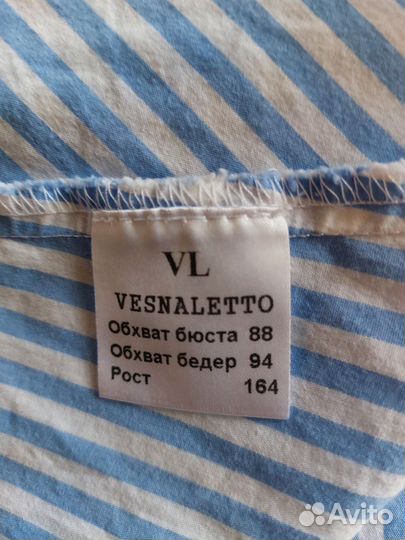 VL
VESNALETTO
Обхват бюста 88
Обхват бедер 94
Рост 164
Avito